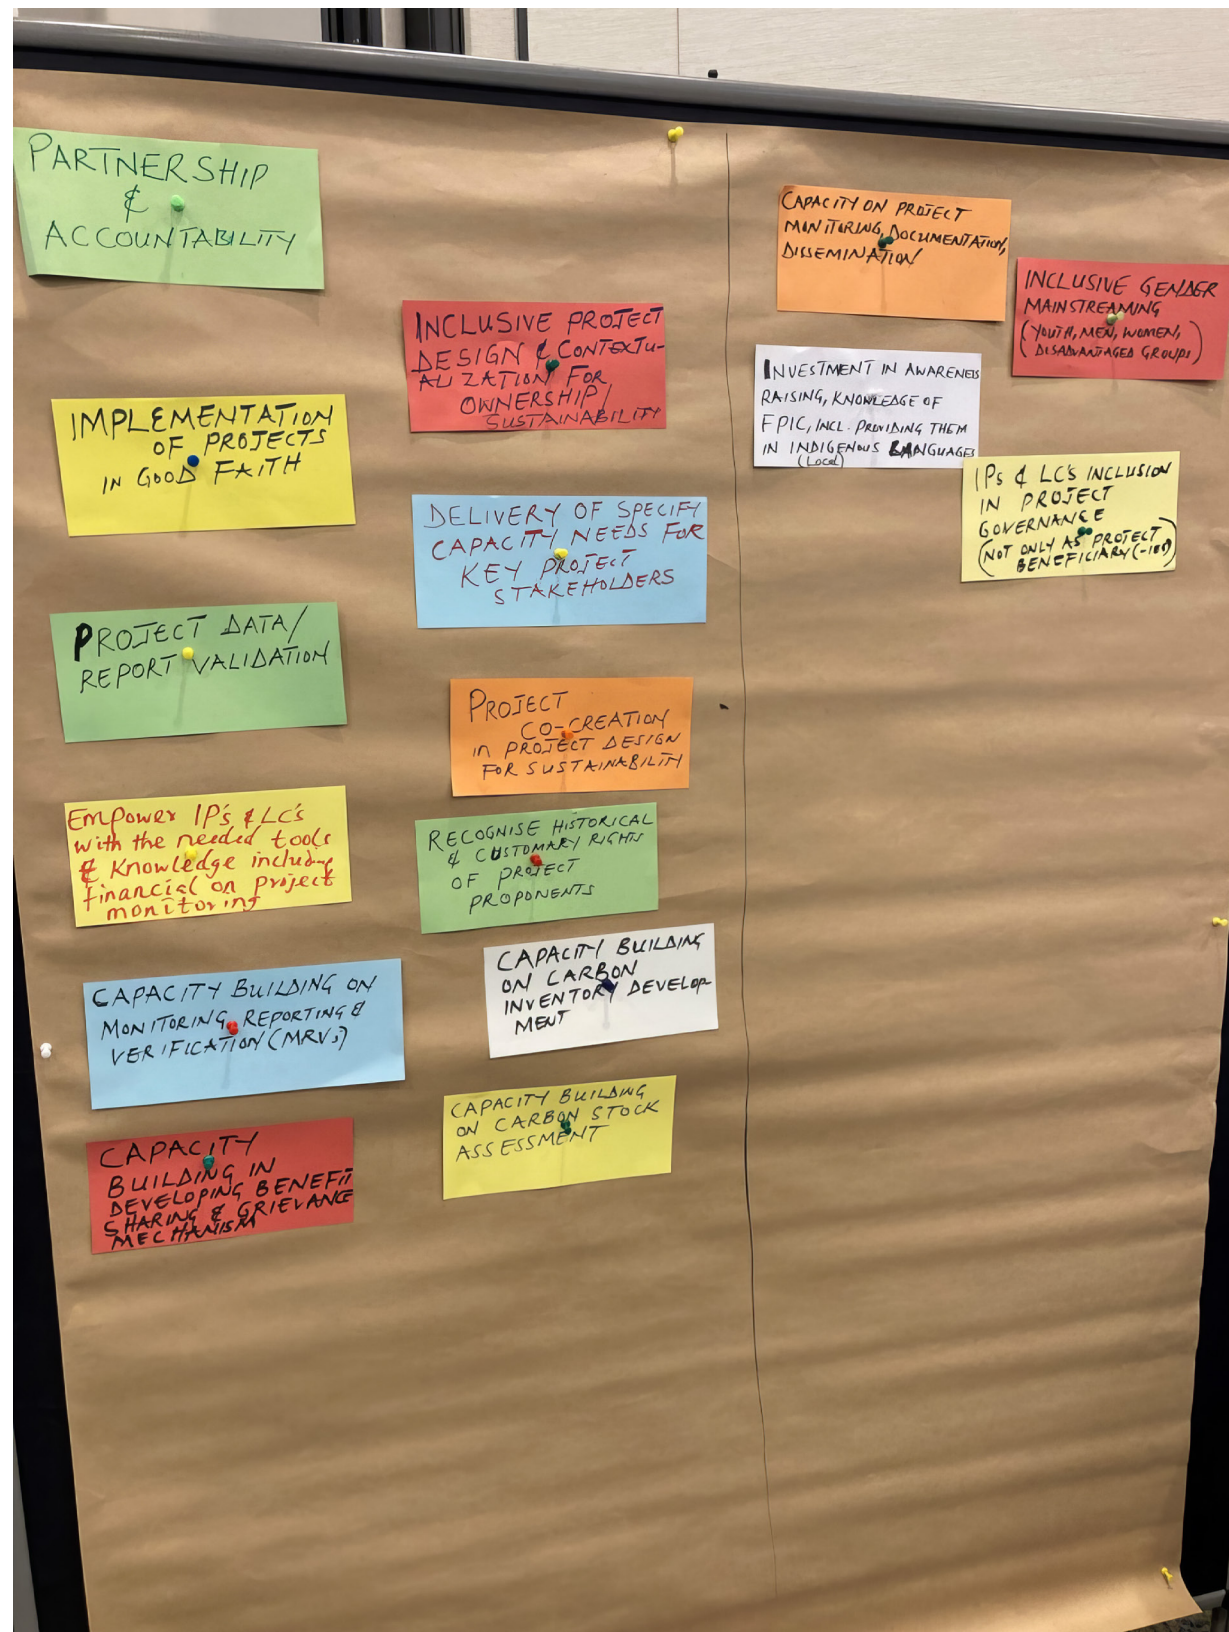 PARTNERSHIP
&
ACCOUNTABILITY
IMPLEMENTATION
OF PROJECTS
IN GOOD FAITH
PROJECT DATA/
REPORT VALIDATION
Empower IP's & LC's
with the needed tools
& Knowledge including
financial on project
monitoring
CAPACITY BUILDING ON
MONITORING, REPORTING &
VERIFICATION (MRVs)
CAPACITY
BUILDING IN
DEVELOPING BENEFIT
SHARING & GRIEVANCE
MECHANISM
INCLUSIVE PROJECT
DESIGN & CONTEXTU-
ALIZATION FOR
OWNERSHIP/
SUSTAINABILITY
DELIVERY OF SPECIFY
CAPACITY NEEDS FOR
KEY PROJECT
STAKEHOLDERS
PROJECT
CO-CREATION
IN PROJECT DESIGN
FOR SUSTAINABILITY
RECOGNISE HISTORICAL
& CUSTOMARY RIGHTS
OF PROJECT
PROPONENTS
CAPACITY BUILDING
ON CARBON
INVENTORY DEVELOP-
MENT
CAPACITY BUILDING
ON CARBON STOCK
ASSESSMENT
CAPACITY ON PROJECT
MONITORING, DOCUMENTATION,
DISSEMINATION
INCLUSIVE GENDER
MAINSTREAMING
(YOUTH, MEN, WOMEN,
DISADVANTAGED GROUPS)
INVESTMENT IN AWARENESS
RAISING, KNOWLEDGE OF
FPIC, INCL. PROVIDING THEM
IN INDIGENOUS LANGUAGES
(Local)
IPs & LC'S INCLUSION
IN PROJECT
GOVERNANCE
(NOT ONLY AS PROJECT
BENEFICIARY